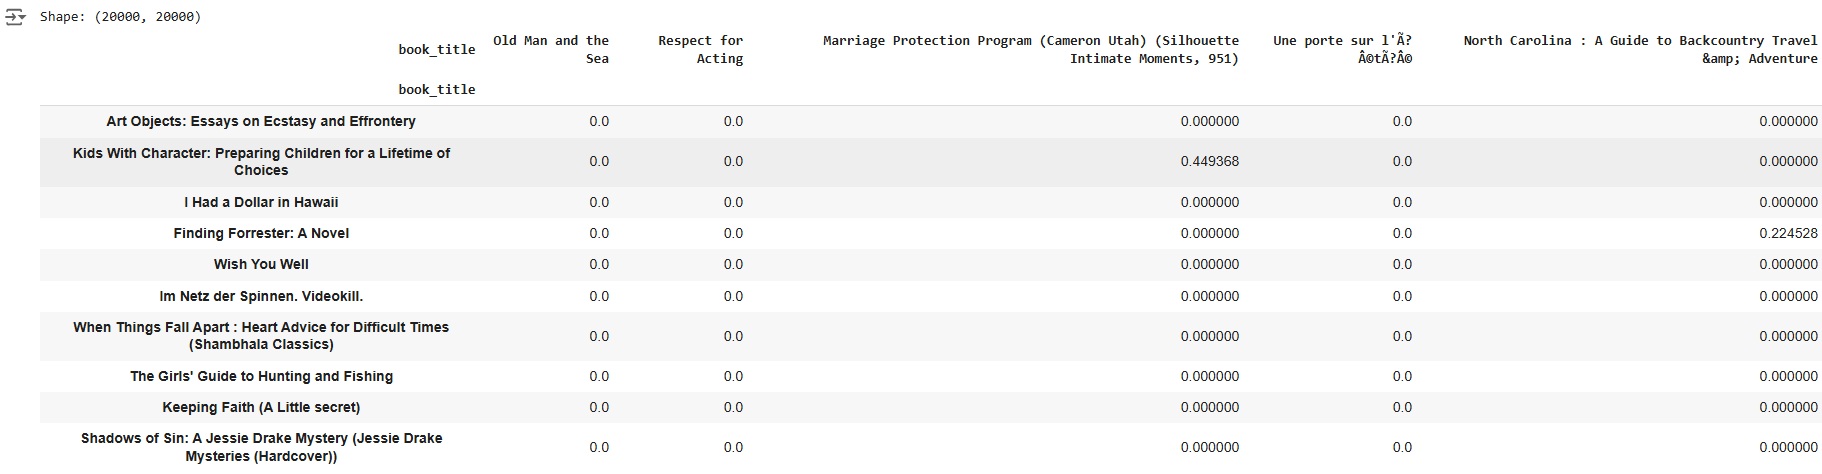 Shape: (20000, 20000)
book_title Old Man and the Sea Respect for Acting Marriage Protection Program (Cameron Utah) (Silhouette Intimate Moments, 951) Une porte sur l'Ã?Â©tÃ?Â© North Carolina : A Guide to Backcountry Travel &amp; Adventure
book_title
Art Objects: Essays on Ecstasy and Effrontery 0.0 0.0 0.000000 0.0 0.000000
Kids With Character: Preparing Children for a Lifetime of Choices 0.0 0.0 0.449368 0.0 0.000000
I Had a Dollar in Hawaii 0.0 0.0 0.000000 0.0 0.000000
Finding Forrester: A Novel 0.0 0.0 0.000000 0.0 0.224528
Wish You Well 0.0 0.0 0.000000 0.0 0.000000
Im Netz der Spinnen. Videokill. 0.0 0.0 0.000000 0.0 0.000000
When Things Fall Apart : Heart Advice for Difficult Times (Shambhala Classics) 0.0 0.0 0.000000 0.0 0.000000
The Girls' Guide to Hunting and Fishing 0.0 0.0 0.000000 0.0 0.000000
Keeping Faith (A Little secret) 0.0 0.0 0.000000 0.0 0.000000
Shadows of Sin: A Jessie Drake Mystery (Jessie Drake Mysteries (Hardcover)) 0.0 0.0 0.000000 0.0 0.000000